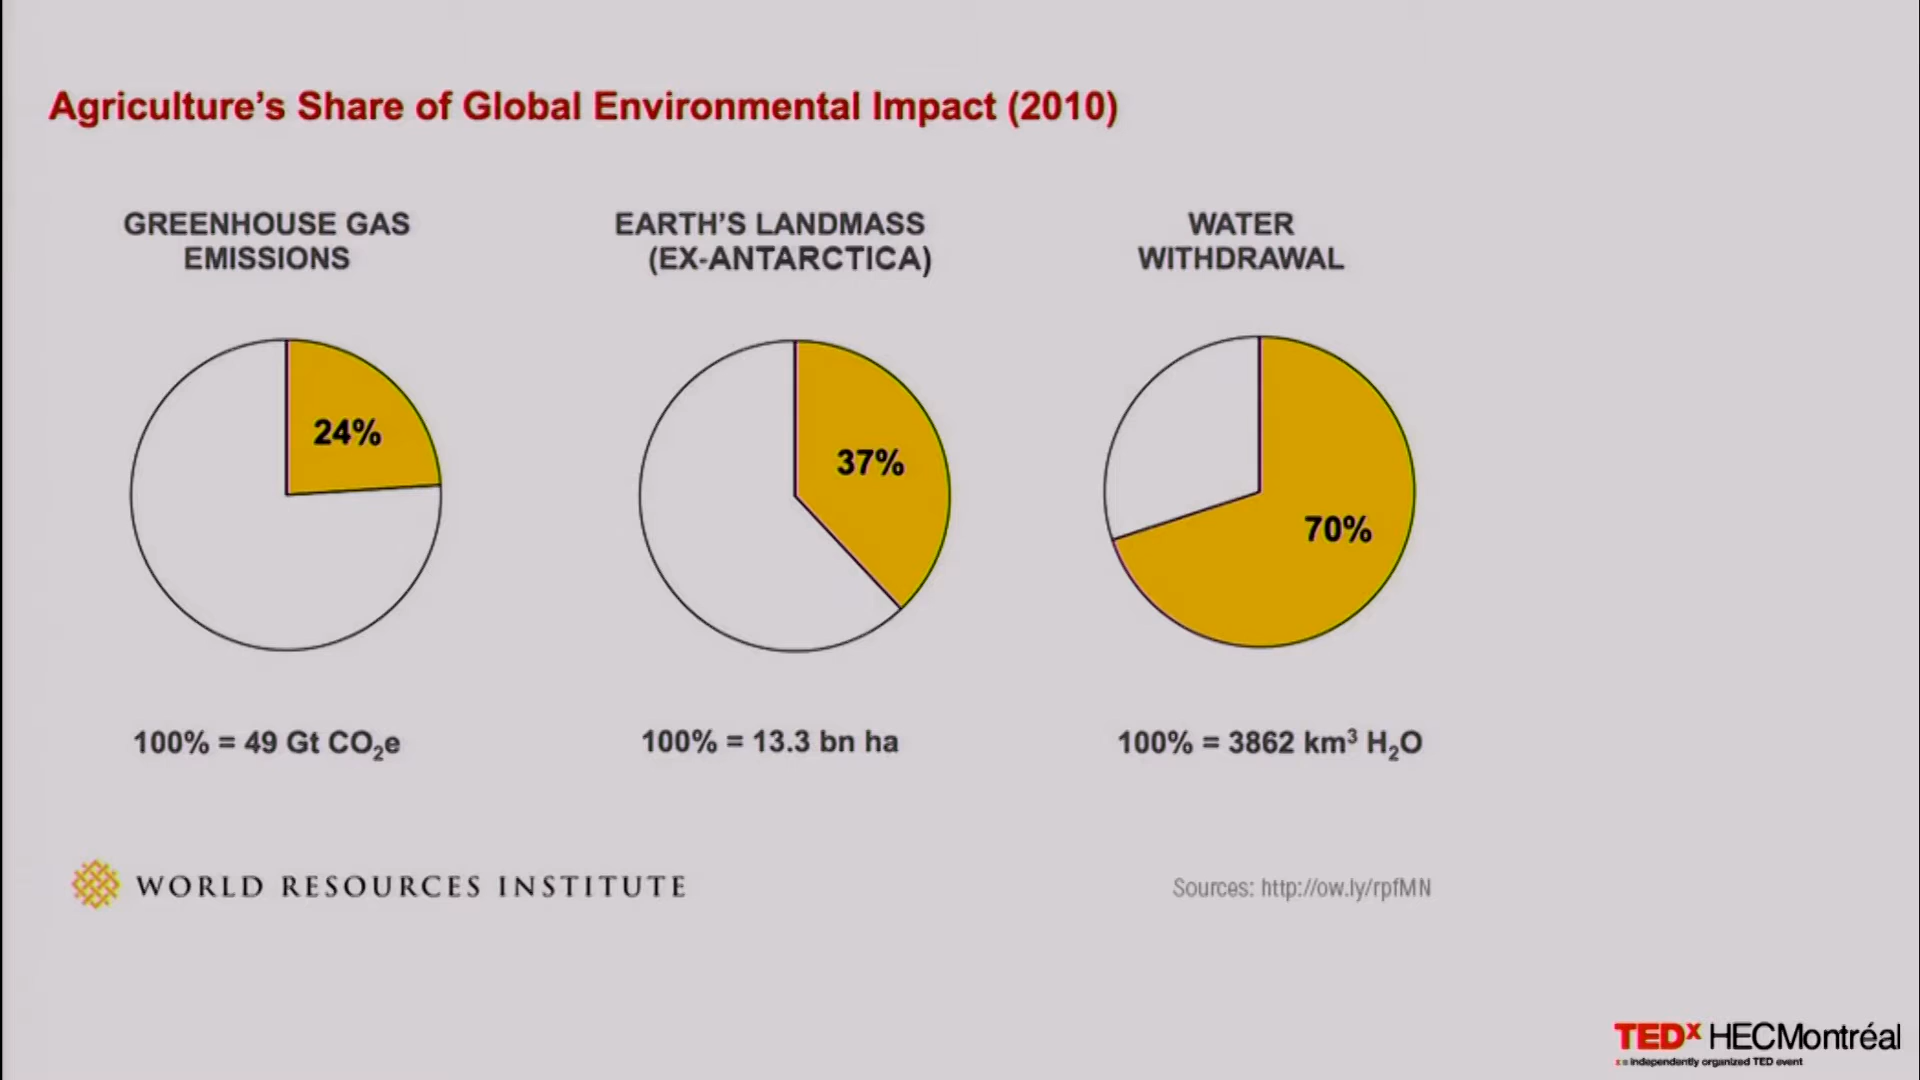 Agriculture’s Share of Global Environmental Impact (2010)
GREENHOUSE GAS
EMISSIONS
24%
100% = 49 Gt CO₂e
EARTH’S LANDMASS
(EX-ANTARCTICA)
37%
100% = 13.3 bn ha
WATER
WITHDRAWAL
70%
100% = 3862 km³ H₂O
WORLD RESOURCES INSTITUTE
Sources: http://ow.ly/rpfMN
TEDx HECMontréal
x = independently organized TED event